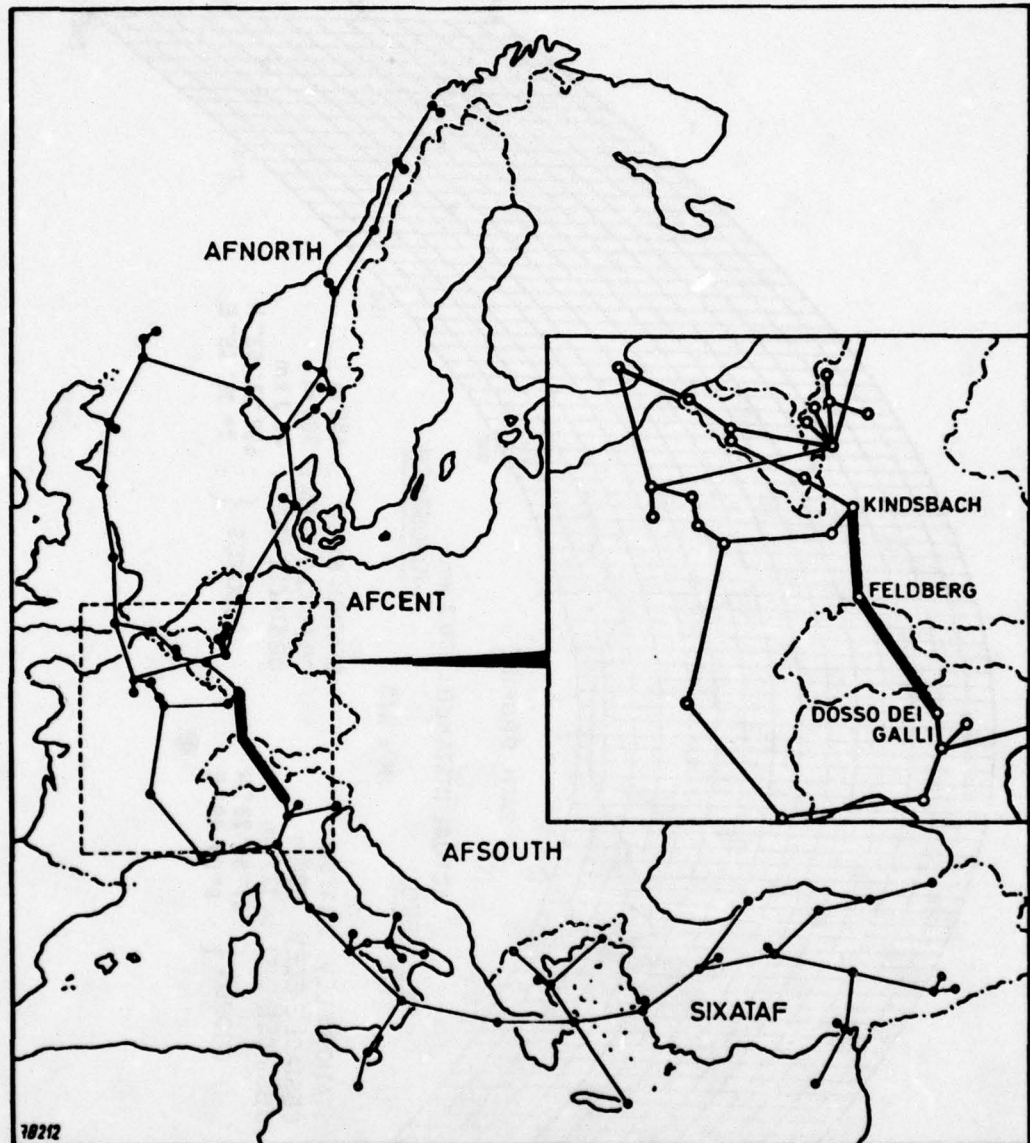 AFNORTH
KINDSBACH
FELDBERG
AFCENT
DOSSO DEI
GALLI
AFSOUTH
SIXATAF
78212